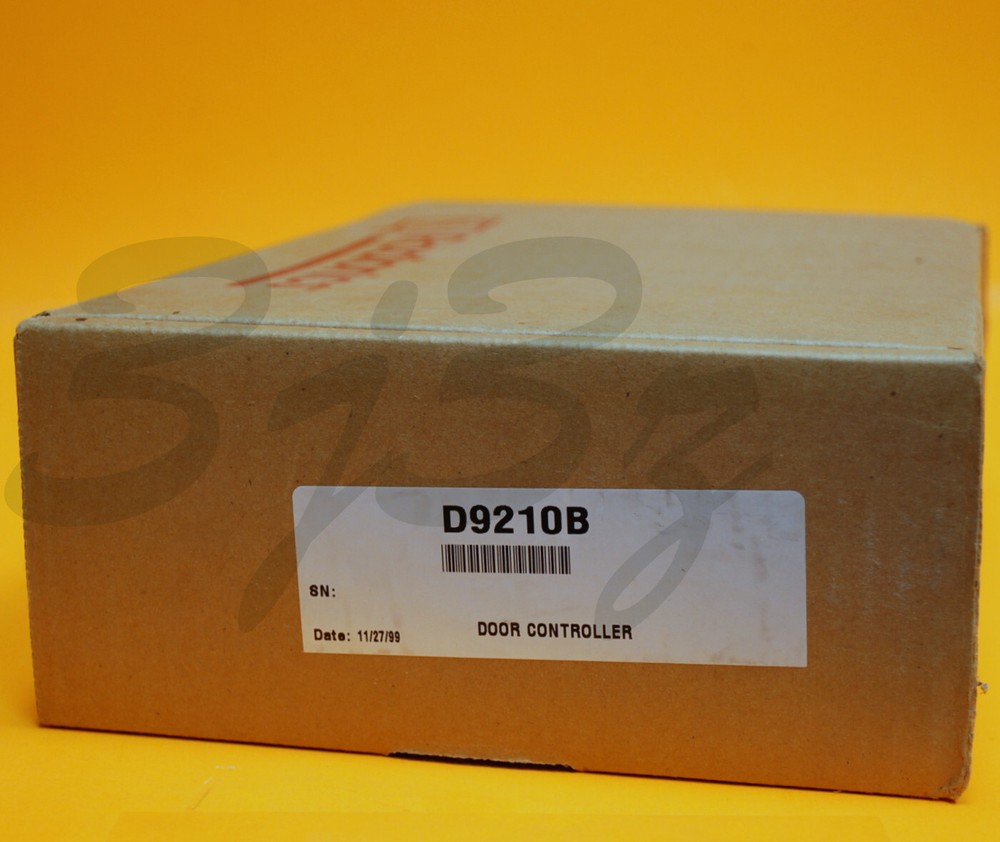 D9210B
SN:
Date: 11/27/99
DOOR CONTROLLER